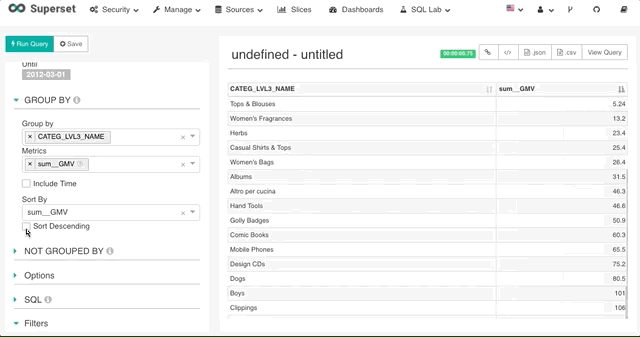 Superset Security Manage Sources Slices Dashboards SQL Lab
Run Query Save
undefined - untitled 00:00:00.75 </> .json .csv View Query
Until
2012-03-01
GROUP BY
Group by
× CATEG_LVL3_NAME ×
Metrics
× sum__GMV ×
Include Time
Sort By
sum__GMV ×
Sort Descending
NOT GROUPED BY
Options
SQL
Filters
CATEG_LVL3_NAME sum__GMV
Tops & Blouses 5.24
Women's Fragrances 13.2
Herbs 23.4
Casual Shirts & Tops 25.4
Women's Bags 26.4
Albums 31.5
Altro per cucina 46.3
Hand Tools 46.6
Golly Badges 50.9
Comic Books 60.3
Mobile Phones 65.5
Design CDs 75.2
Dogs 80.5
Boys 101
Clippings 106